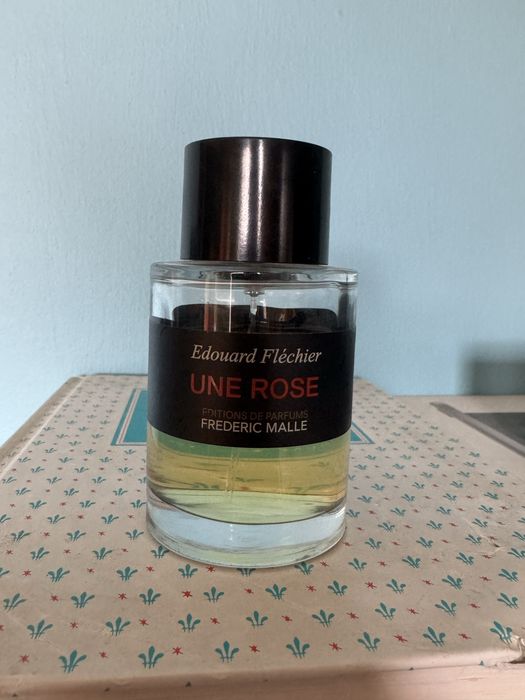 Edouard Fléchier
UNE ROSE
EDITIONS DE PARFUMS
FREDERIC MALLE